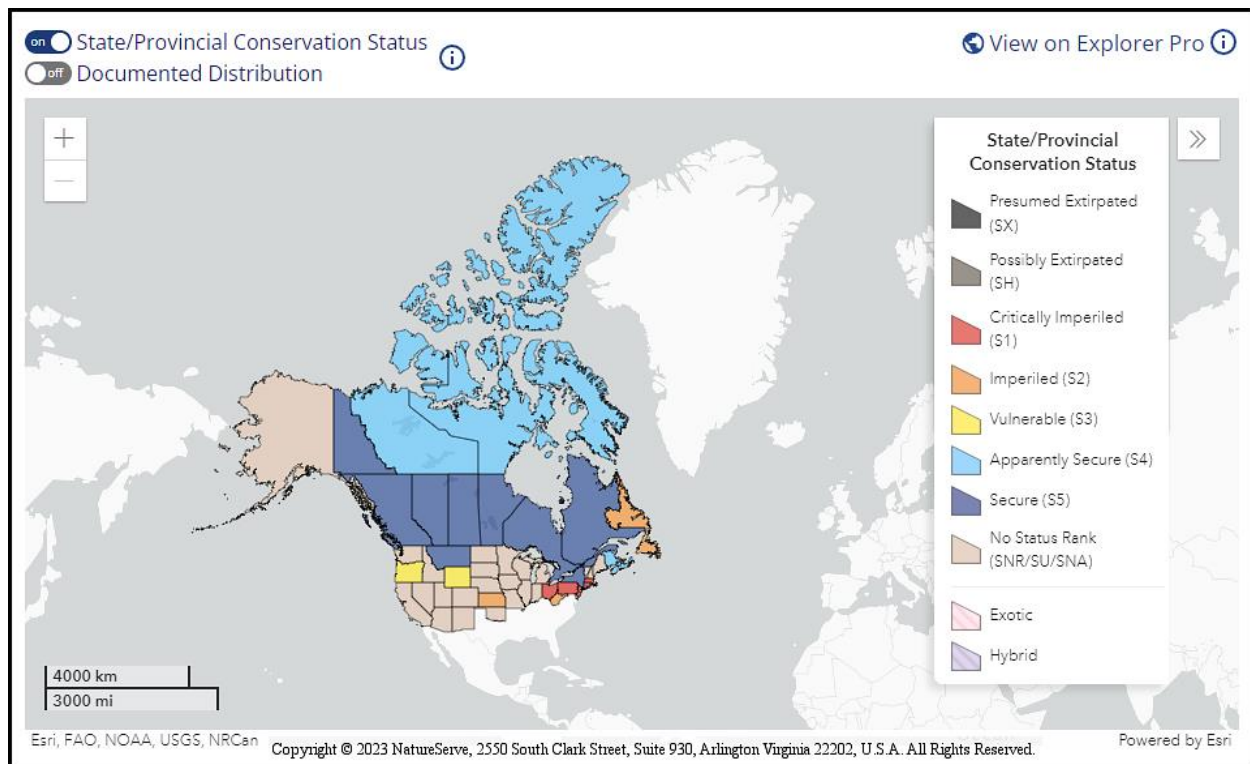 on State/Provincial Conservation Status
off Documented Distribution
View on Explorer Pro
State/Provincial
Conservation Status
Presumed Extirpated
(SX)
Possibly Extirpated
(SH)
Critically Imperiled
(S1)
Imperiled (S2)
Vulnerable (S3)
Apparently Secure (S4)
Secure (S5)
No Status Rank
(SNR/SU/SNA)
Exotic
Hybrid
4000 km
3000 mi
Esri, FAO, NOAA, USGS, NRCan
Copyright © 2023 NatureServe, 2550 South Clark Street, Suite 930, Arlington Virginia 22202, U.S.A. All Rights Reserved.
Powered by Esri